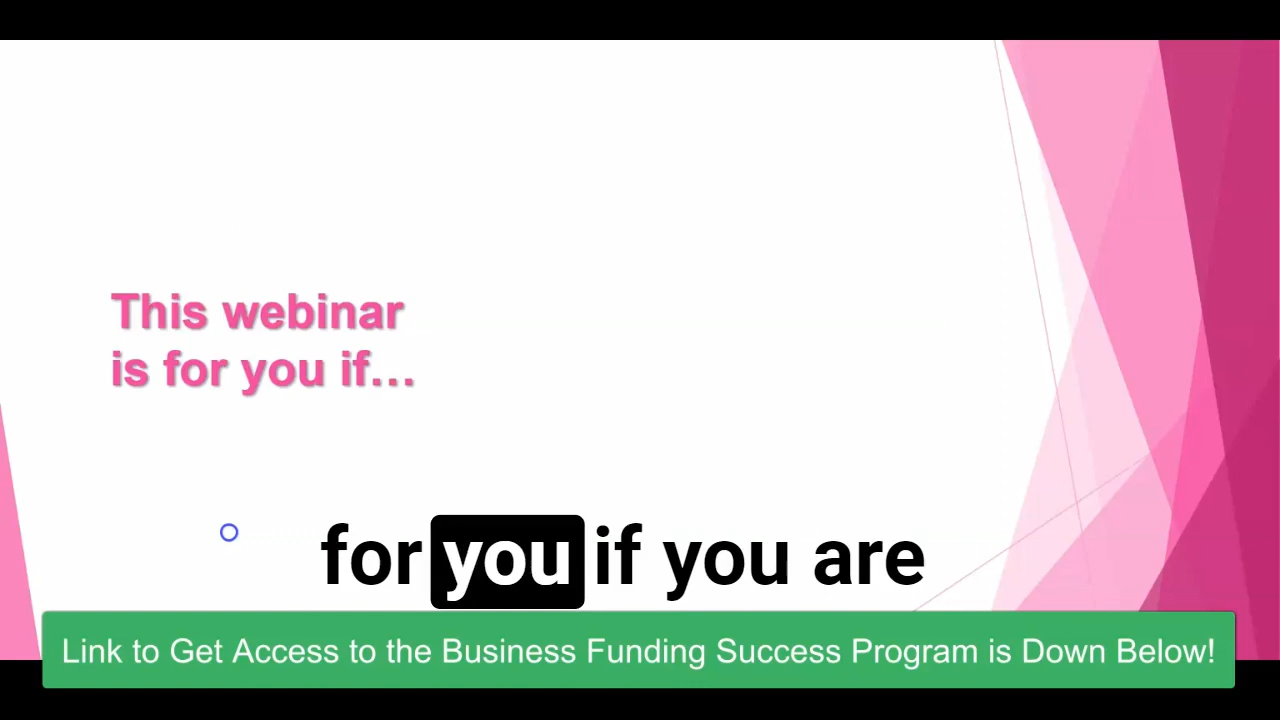 This webinar
is for you if…
for you if you are
Link to Get Access to the Business Funding Success Program is Down Below!